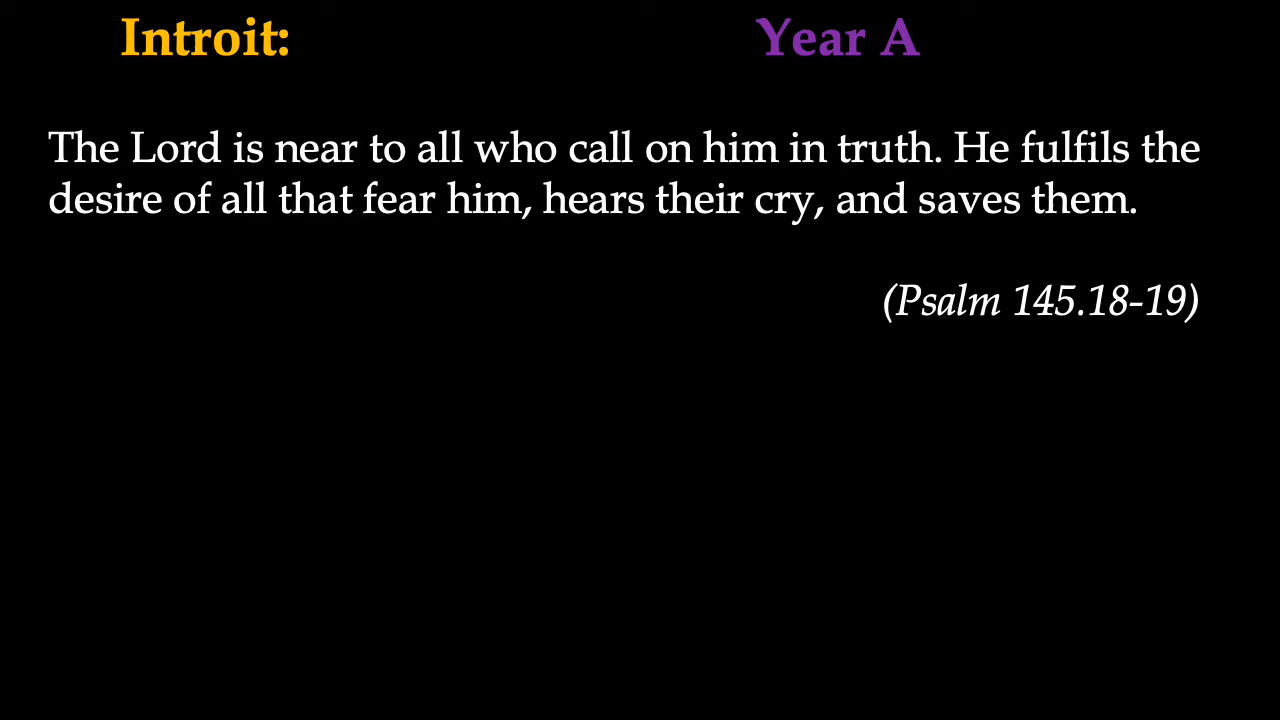 Introit: Year A
The Lord is near to all who call on him in truth. He fulfils the
desire of all that fear him, hears their cry, and saves them.
(Psalm 145.18-19)